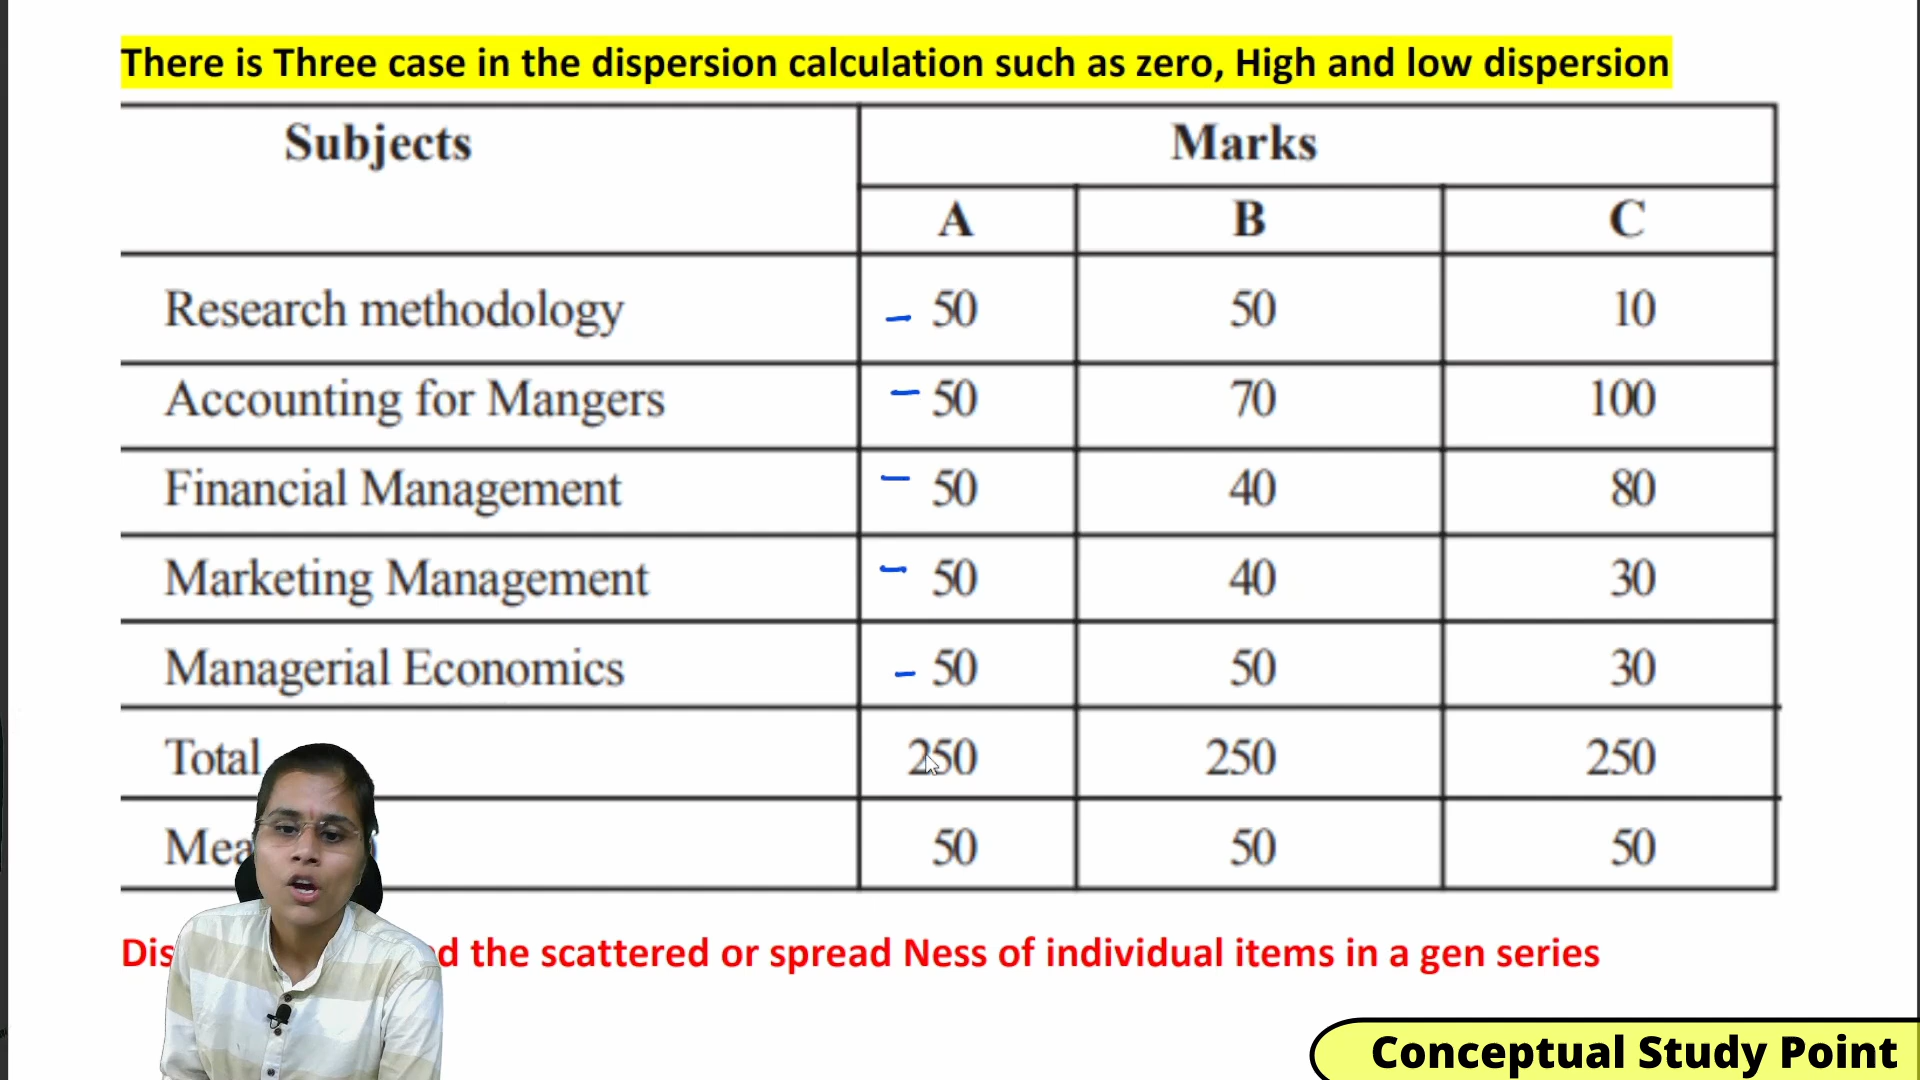 There is Three case in the dispersion calculation such as zero, High and low dispersion
Subjects Marks
A B C
Research methodology 50 50 10
Accounting for Mangers 50 70 100
Financial Management 50 40 80
Marketing Management 50 40 30
Managerial Economics 50 50 30
Total 250 250 250
50 50 50
the scattered or spread Ness of individual items in a gen series
Conceptual Study Point